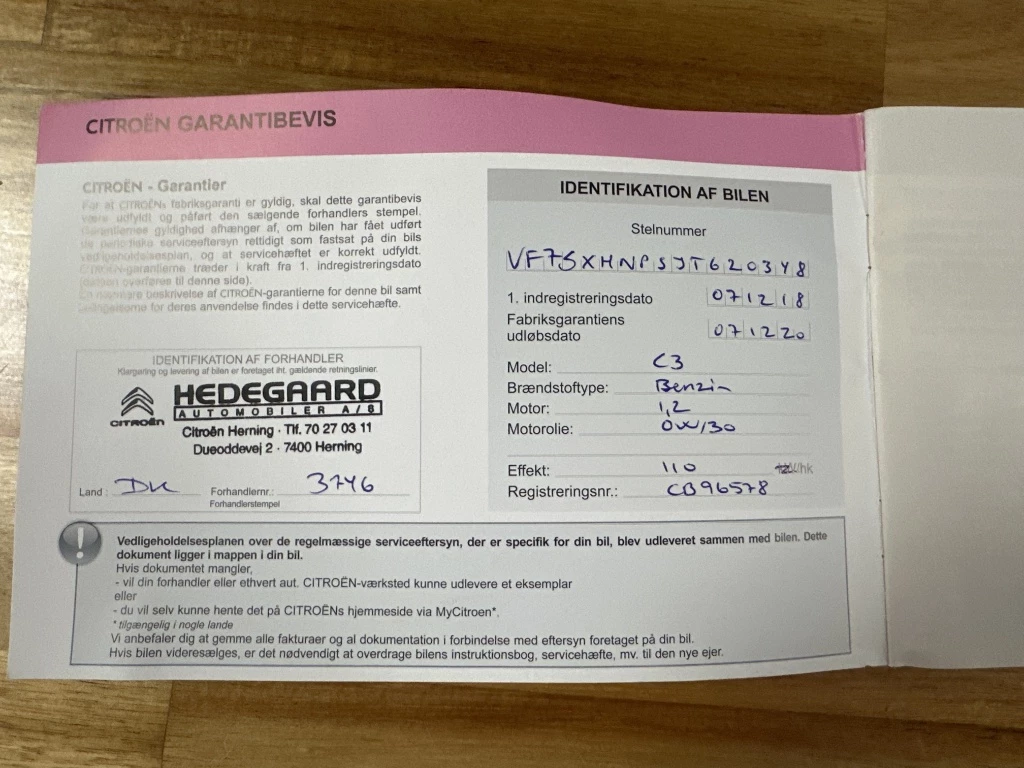 CITROËN GARANTIBEVIS
CITROËN - Garantier
For at CITROËNs fabriksgaranti er gyldig, skal dette garantibevis
være udfyldt og påført den sælgende forhandlers stempel.
Garantiernes gyldighed afhænger af, om bilen har fået udført
de periodiske serviceeftersyn rettidigt som fastsat på din bils
vedligeholdelsesplan, og at servicehæftet er korrekt udfyldt.
CITROËN-garantierne træder i kraft fra 1. indregistreringsdato
(datoen overføres til denne side).
En nærmere beskrivelse af CITROËN-garantierne for denne bil samt
betingelserne for deres anvendelse findes i dette servicehæfte.
IDENTIFIKATION AF FORHANDLER
Klargøring og levering af bilen er foretaget iht. gældende retningslinier.
CITROËN
HEDEGAARD
AUTOMOBILER A/S
Citroën Herning · Tlf. 70 27 03 11
Dueoddevej 2 · 7400 Herning
Land : DK Forhandlernr.: 3746
Forhandlerstempel
IDENTIFIKATION AF BILEN
Stelnummer
VF7SXHNPSJT620348
1. indregistreringsdato 071218
Fabriksgarantiens
udløbsdato 071220
Model: C3
Brændstoftype: Benzin
Motor: 1,2
Motorolie: 0W/30
Effekt: 110 hk
Registreringsnr.: CB96578
!
Vedligeholdelsesplanen over de regelmæssige serviceeftersyn, der er specifik for din bil, blev udleveret sammen med bilen. Dette
dokument ligger i mappen i din bil.
Hvis dokumentet mangler,
- vil din forhandler eller ethvert aut. CITROËN-værksted kunne udlevere et eksemplar
eller
- du vil selv kunne hente det på CITROËNs hjemmeside via MyCitroen*.
* tilgængelig i nogle lande
Vi anbefaler dig at gemme alle fakturaer og al dokumentation i forbindelse med eftersyn foretaget på din bil.
Hvis bilen videresælges, er det nødvendigt at overdrage bilens instruktionsbog, servicehæfte, mv. til den nye ejer.